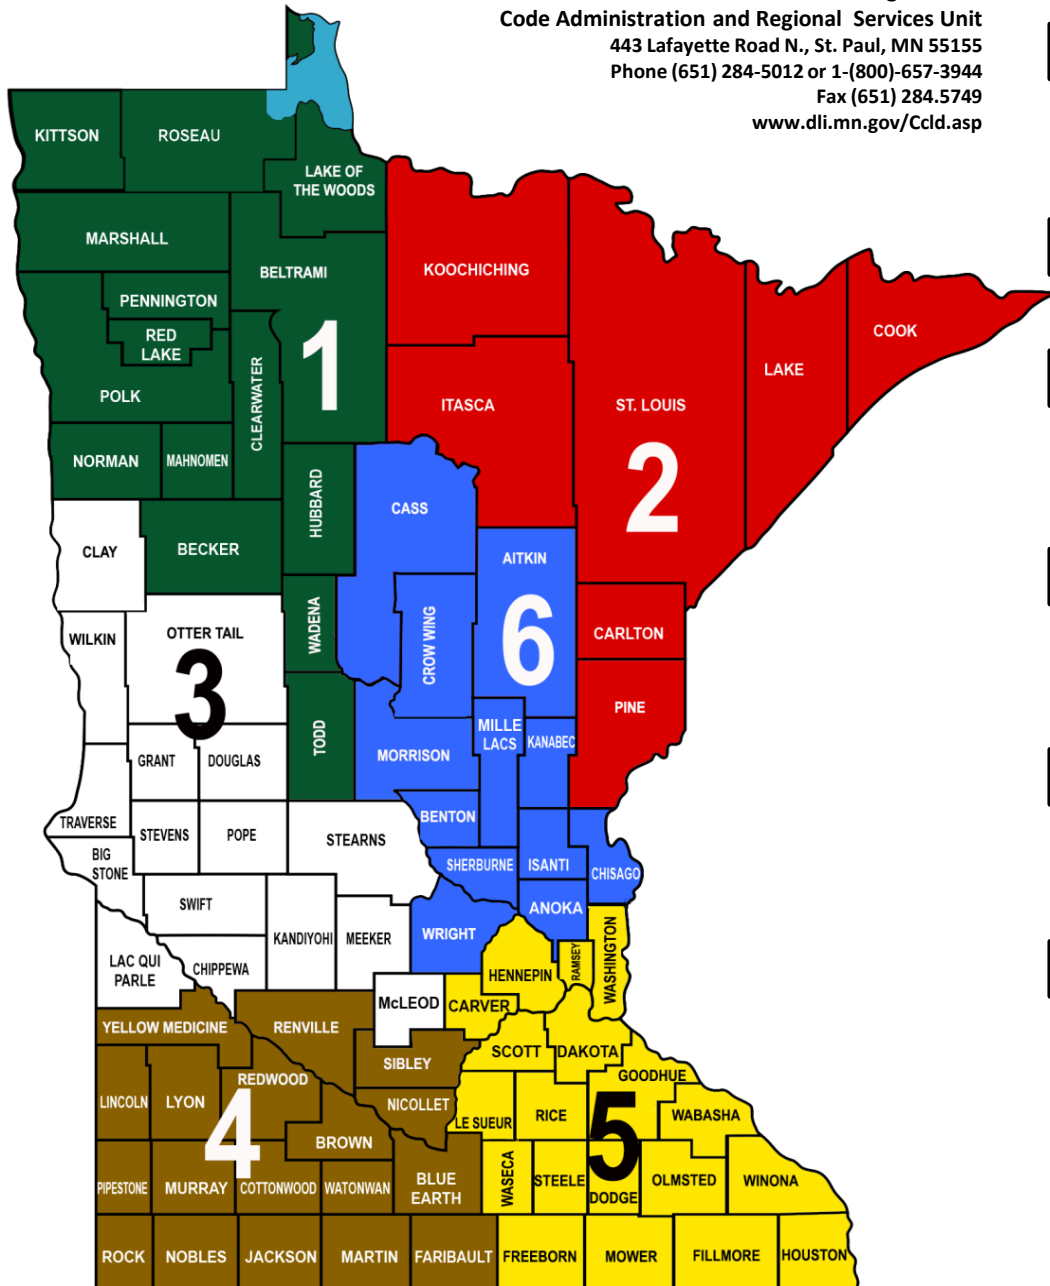 Code Administration and Regional Services Unit
443 Lafayette Road N., St. Paul, MN 55155
Phone (651) 284-5012 or 1-(800)-657-3944
Fax (651) 284.5749
www.dli.mn.gov/Ccld.asp
KITTSON
ROSEAU
LAKE OF
THE WOODS
MARSHALL
BELTRAMI
KOOCHICHING
PENNINGTON
RED
LAKE
1
COOK
LAKE
POLK
CLEARWATER
ITASCA
ST. LOUIS
2
NORMAN
MAHNOMEN
HUBBARD
CASS
CLAY
BECKER
AITKIN
6
WADENA
CROW WING
CARLTON
WILKIN
OTTER TAIL
3
PINE
TODD
MILLE
LACS
KANABEC
MORRISON
GRANT
DOUGLAS
TRAVERSE
STEVENS
POPE
STEARNS
BENTON
BIG
STONE
SHERBURNE
ISANTI
CHISAGO
SWIFT
ANOKA
KANDIYOHI
MEEKER
WRIGHT
WASHINGTON
RAMSEY
LAC QUI
PARLE
CHIPPEWA
HENNEPIN
McLEOD
CARVER
YELLOW MEDICINE
RENVILLE
SCOTT
DAKOTA
SIBLEY
REDWOOD
GOODHUE
LINCOLN
LYON
4
NICOLLET
LE SUEUR
RICE
5
WABASHA
BROWN
WASECA
STEELE
DODGE
OLMSTED
WINONA
PIPESTONE
MURRAY
COTTONWOOD
WATONWAN
BLUE
EARTH
ROCK
NOBLES
JACKSON
MARTIN
FARIBAULT
FREEBORN
MOWER
FILLMORE
HOUSTON